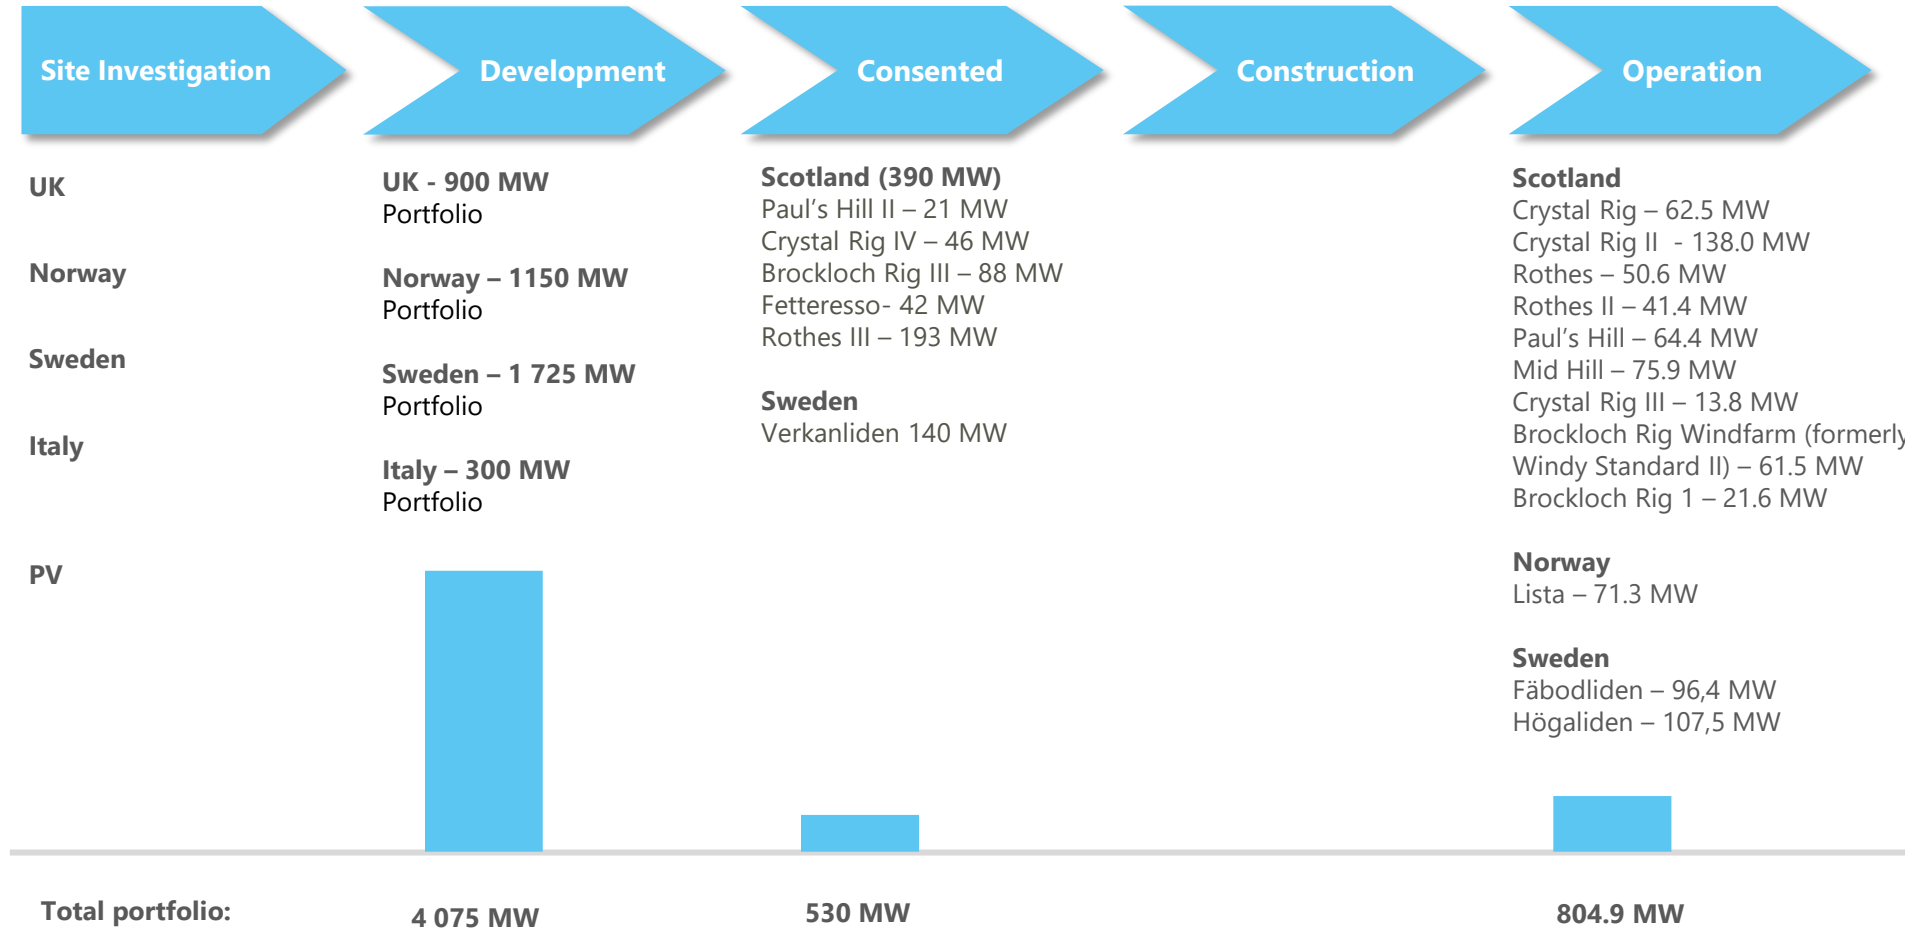 Site Investigation
Development
Consented
Construction
Operation
UK
Norway
Sweden
Italy
PV
UK - 900 MW
Portfolio
Norway – 1150 MW
Portfolio
Sweden – 1 725 MW
Portfolio
Italy – 300 MW
Portfolio
Scotland (390 MW)
Paul's Hill II – 21 MW
Crystal Rig IV – 46 MW
Brockloch Rig III – 88 MW
Fetteresso- 42 MW
Rothes III – 193 MW
Sweden
Verkanliden 140 MW
Scotland
Crystal Rig – 62.5 MW
Crystal Rig II - 138.0 MW
Rothes – 50.6 MW
Rothes II – 41.4 MW
Paul's Hill – 64.4 MW
Mid Hill – 75.9 MW
Crystal Rig III – 13.8 MW
Brockloch Rig Windfarm (formerly
Windy Standard II) – 61.5 MW
Brockloch Rig 1 – 21.6 MW
Norway
Lista – 71.3 MW
Sweden
Fäbodliden – 96,4 MW
Högaliden – 107,5 MW
Total portfolio:
4 075 MW
530 MW
804.9 MW